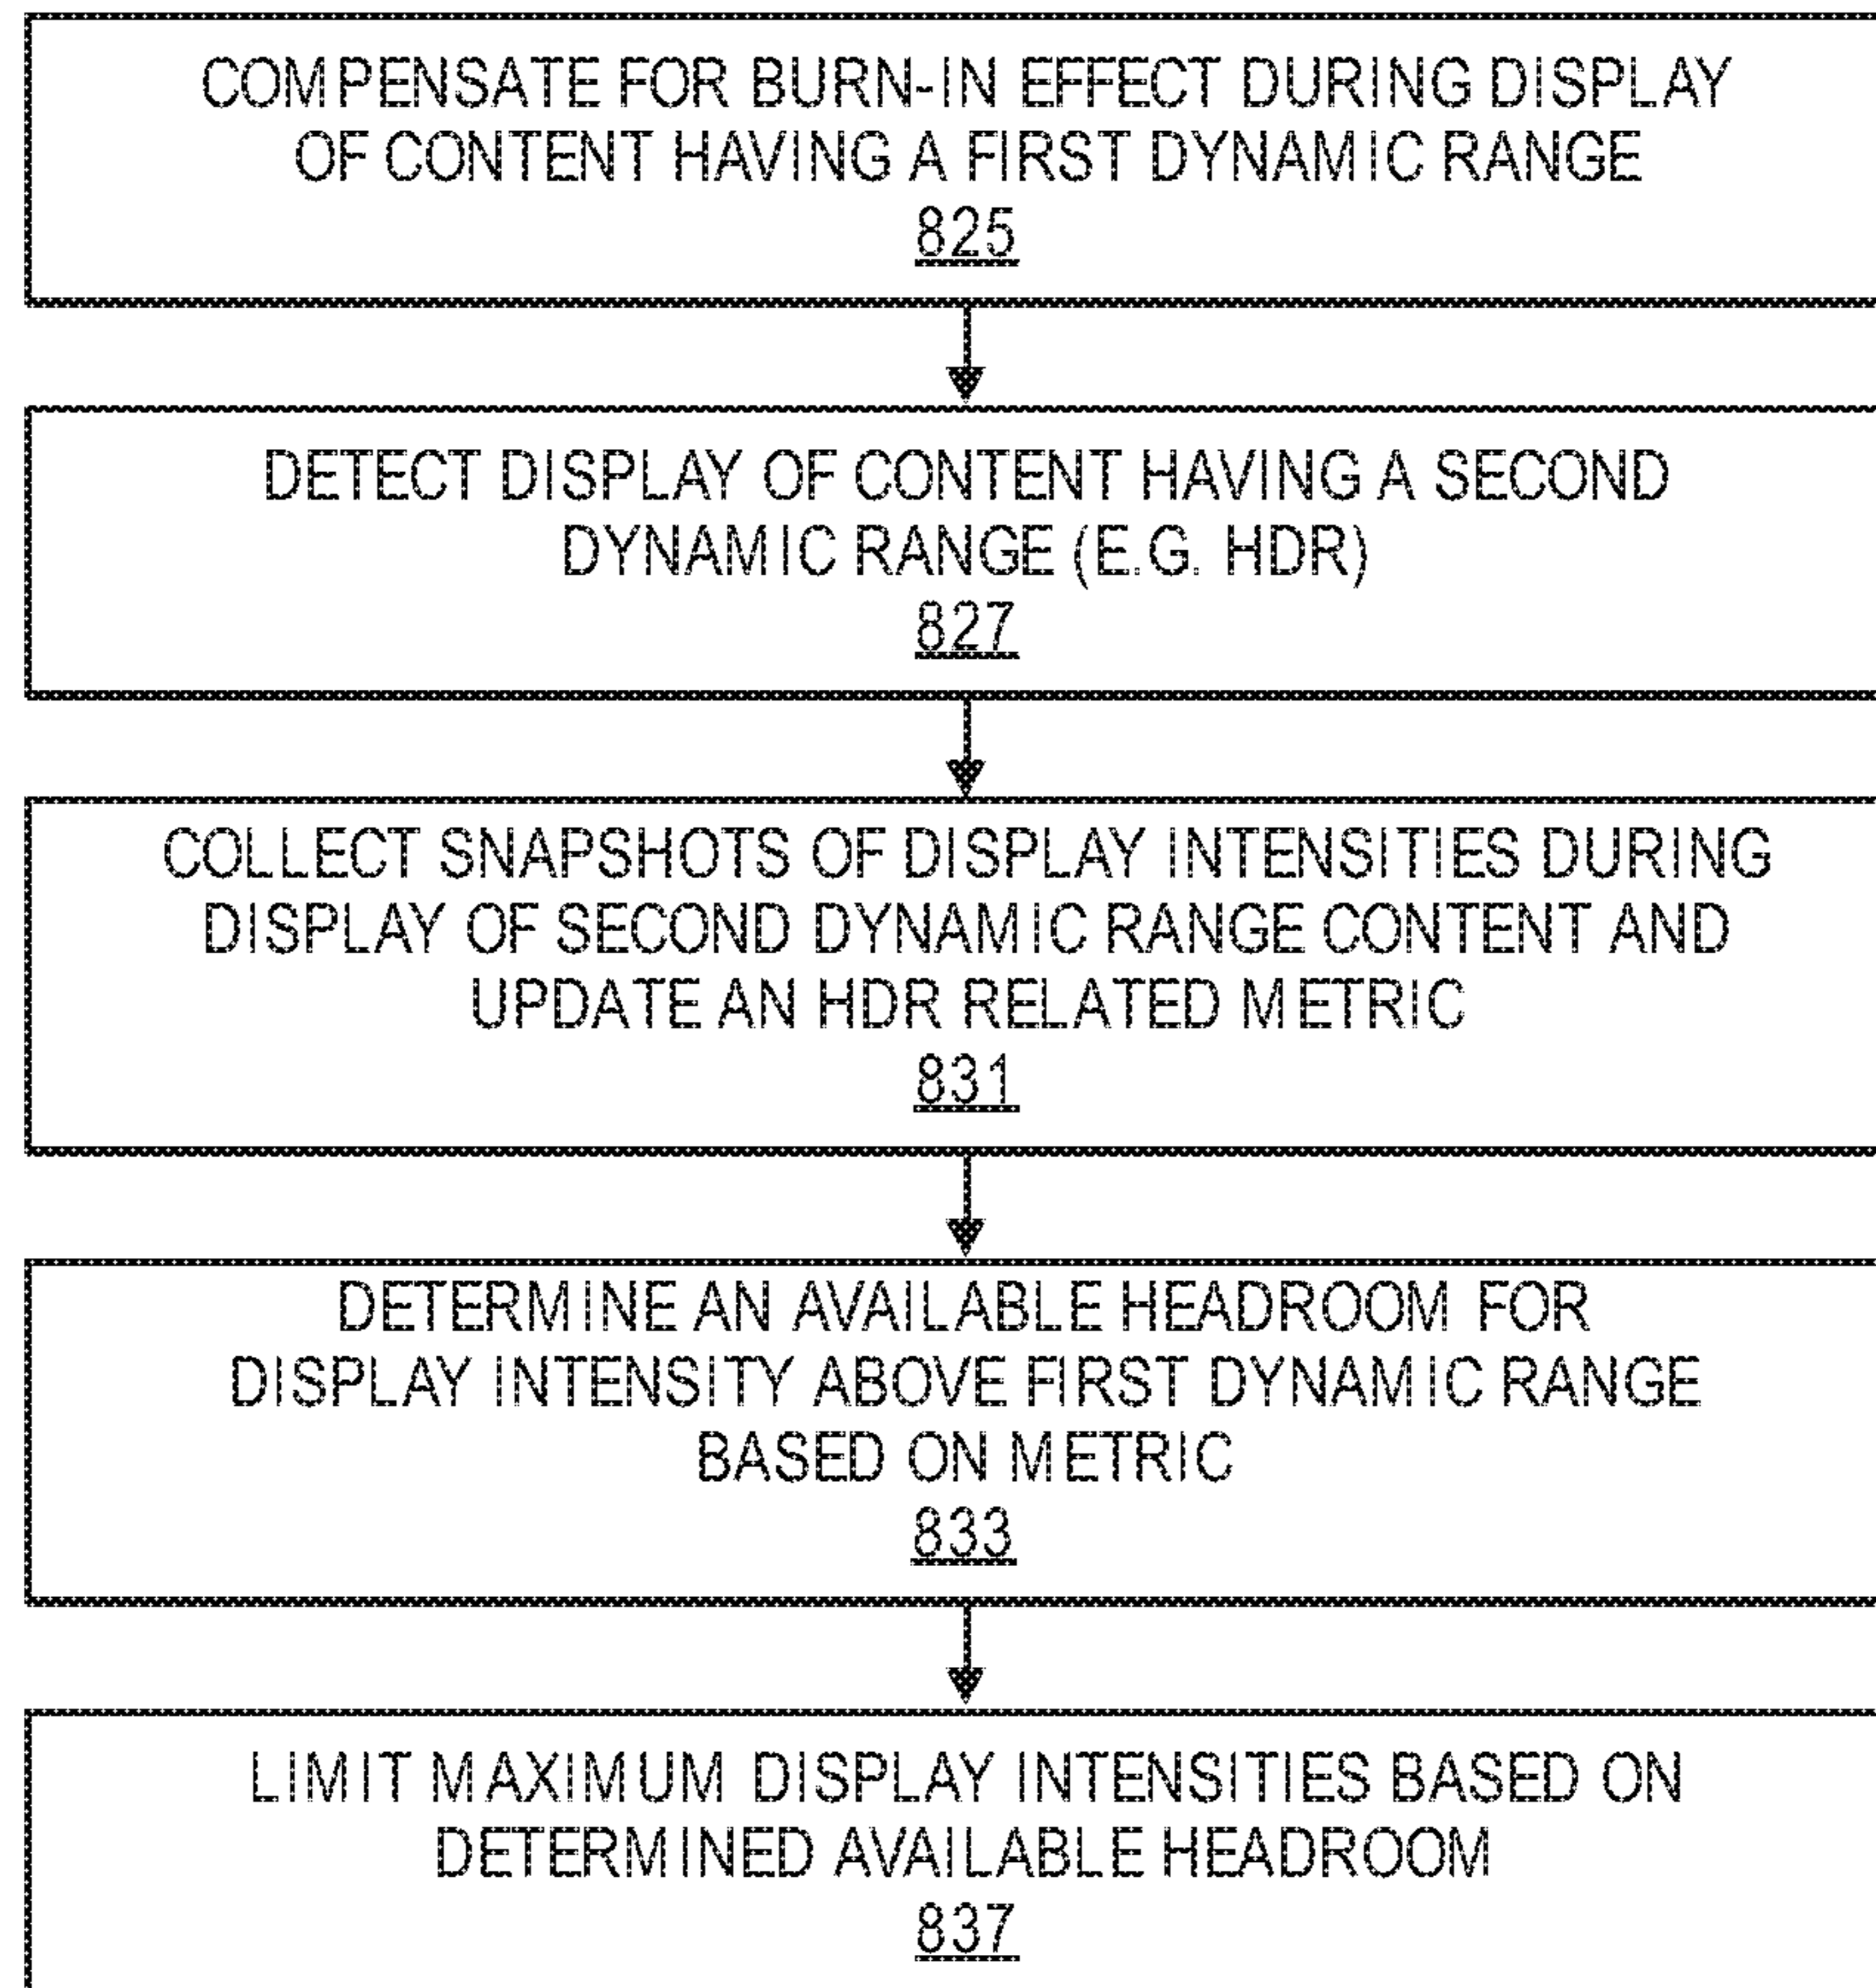 COMPENSATE FOR BURN-IN EFFECT DURING DISPLAY
OF CONTENT HAVING A FIRST DYNAMIC RANGE
825
DETECT DISPLAY OF CONTENT HAVING A SECOND
DYNAMIC RANGE (E.G. HDR)
827
COLLECT SNAPSHOTS OF DISPLAY INTENSITIES DURING
DISPLAY OF SECOND DYNAMIC RANGE CONTENT AND
UPDATE AN HDR RELATED METRIC
831
DETERMINE AN AVAILABLE HEADROOM FOR
DISPLAY INTENSITY ABOVE FIRST DYNAMIC RANGE
BASED ON METRIC
833
LIMIT MAXIMUM DISPLAY INTENSITIES BASED ON
DETERMINED AVAILABLE HEADROOM
837